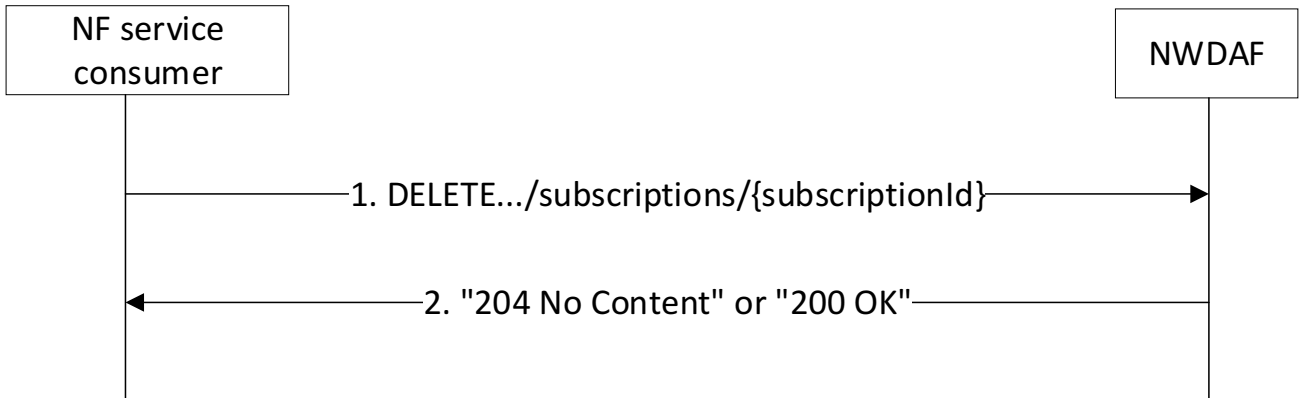 NF service
consumer
NWDAF
1. DELETE.../subscriptions/{subscriptionId}
2. "204 No Content" or "200 OK"